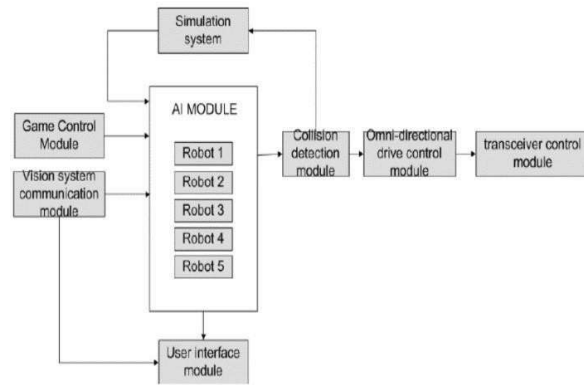 Simulation
system
AI MODULE
Game Control
Module
Robot 1
Collision
detection
module
Omni-directional
drive control
module
transceiver control
module
Vision system
communication
module
Robot 2
Robot 3
Robot 4
Robot 5
User interface
module